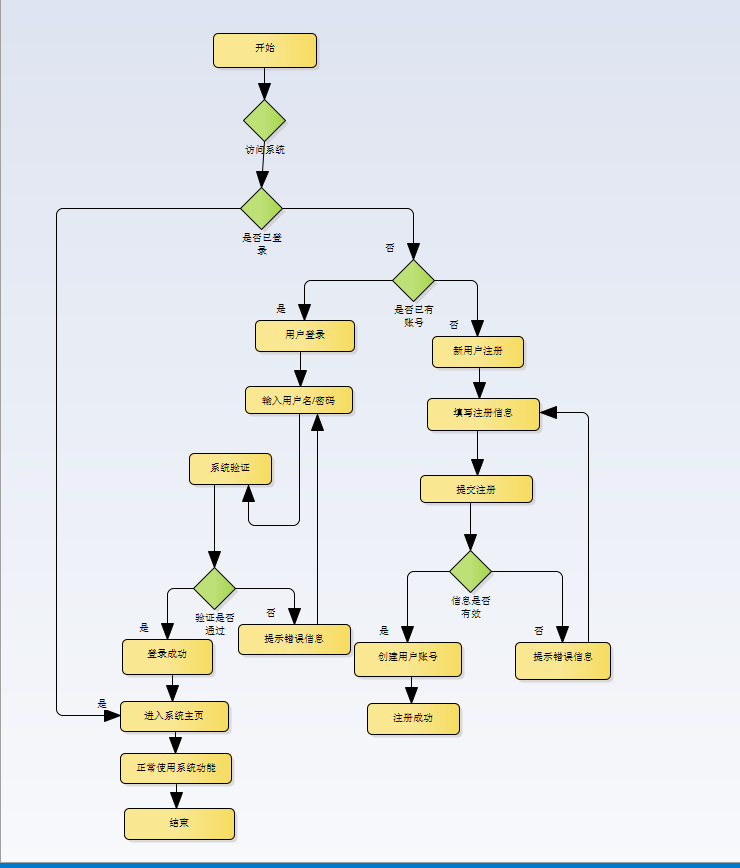 开始
访问系统
是否已登
录
否
是否已有
账号
是
否
用户登录
新用户注册
输入用户名/密码
填写注册信息
系统验证
提交注册
验证是否
通过
信息是否
有效
是
否
是
否
登录成功
提示错误信息
创建用户账号
提示错误信息
是
进入系统主页
注册成功
正常使用系统功能
结束